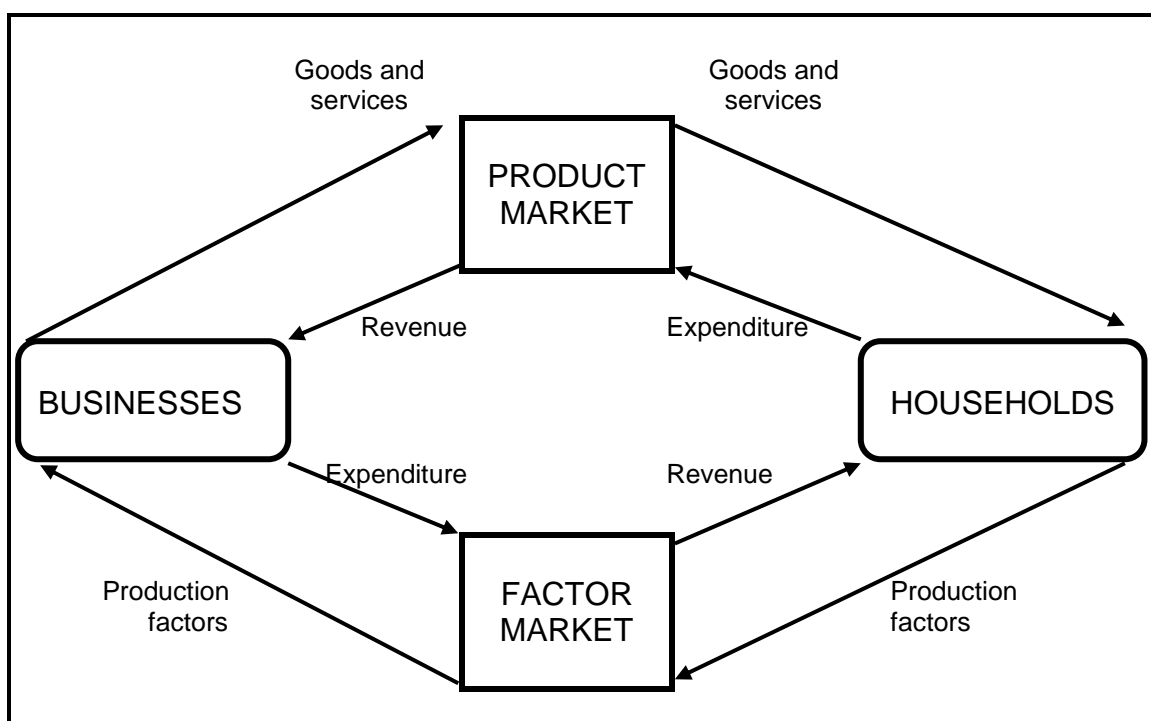 Goods and
services
Goods and
services
PRODUCT
MARKET
Revenue
Expenditure
BUSINESSES
HOUSEHOLDS
Expenditure
Revenue
Production
factors
FACTOR
MARKET
Production
factors